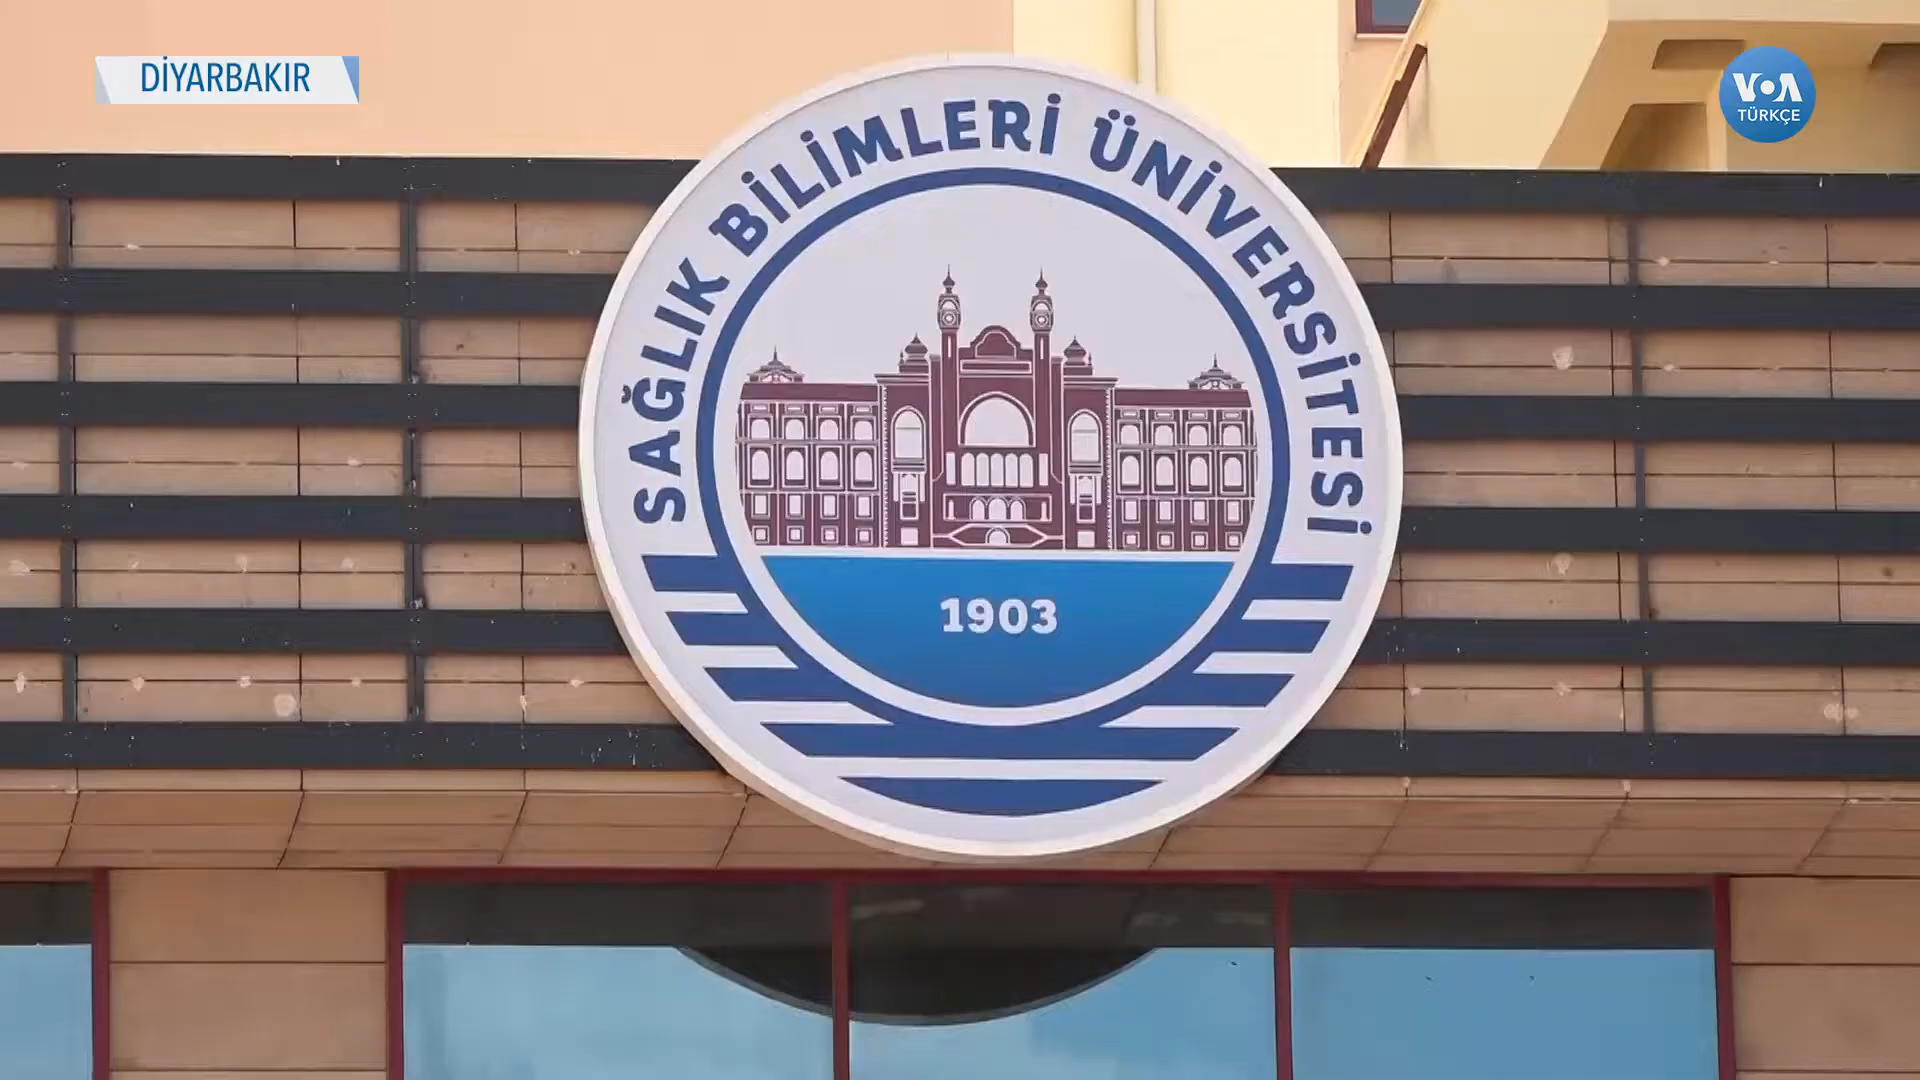 DİYARBAKIR
VOA
TÜRKÇE
SAĞLIK BİLİMLERİ ÜNİVERSİTESİ
1903